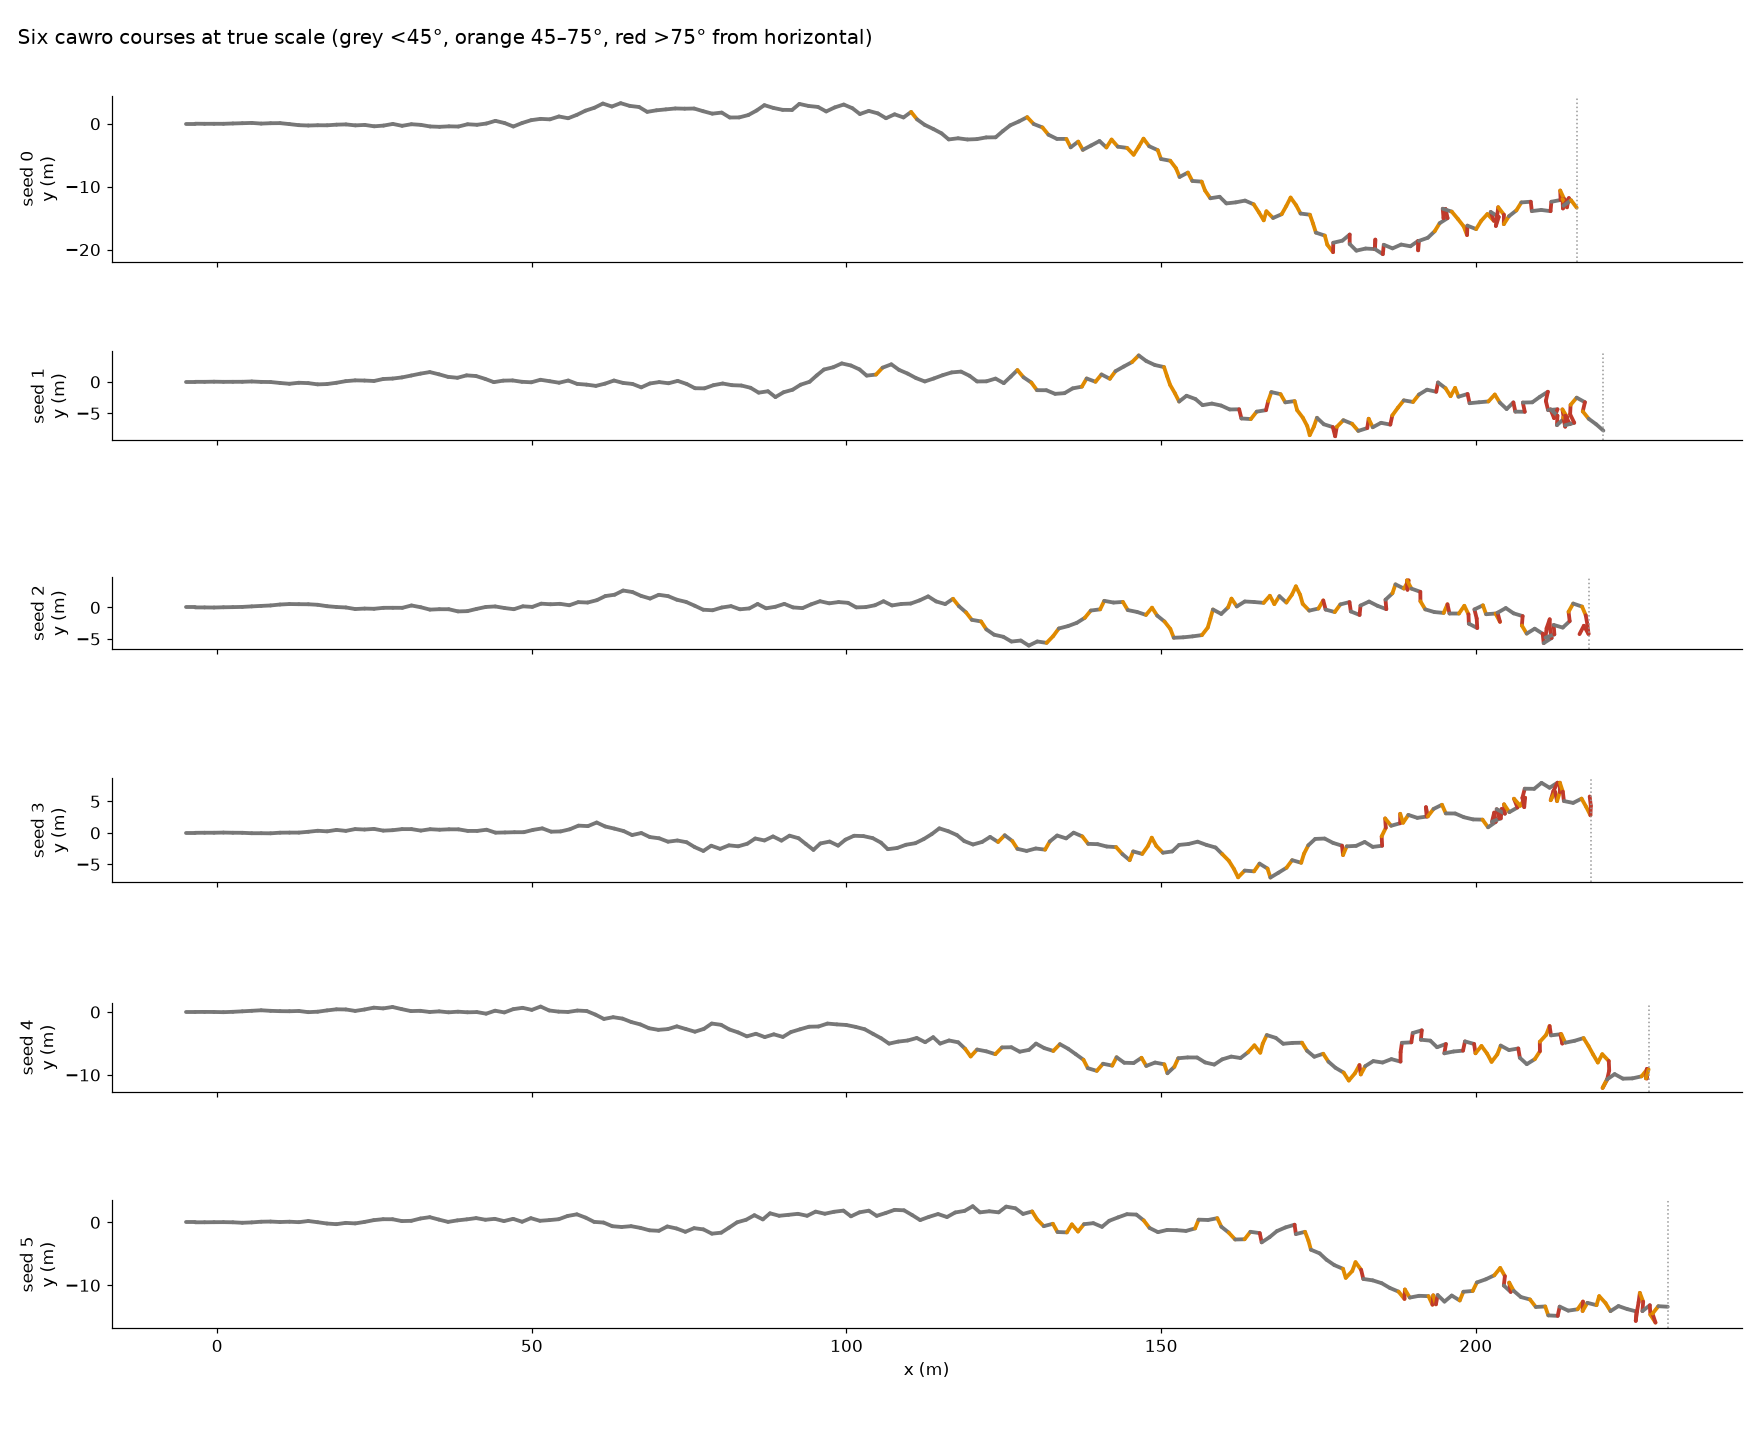 Six cawro courses at true scale (grey <45°, orange 45–75°, red >75° from horizontal)
seed 0
y (m)
0
−10
−20
seed 1
y (m)
0
−5
seed 2
y (m)
0
−5
seed 3
y (m)
5
0
−5
seed 4
y (m)
0
−10
seed 5
y (m)
0
−10
0 50 100 150 200
x (m)